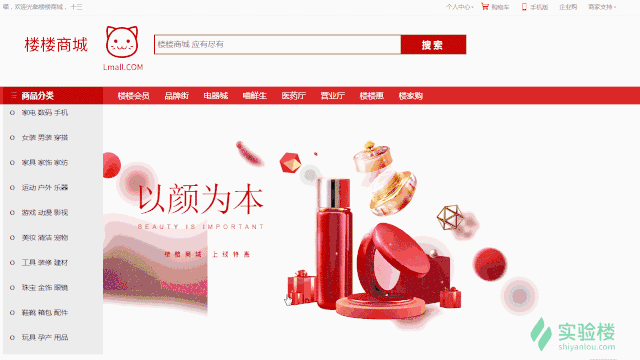 嗨，欢迎光临楼楼商城， 十三
个人中心
购物车
手机版
企业购
商家支持
楼楼商城
Lmall.COM
商城 应有尽有
搜 索
商品分类 楼楼会员 品牌街 电器城 喵鲜生 医药厅 营业厅 楼楼惠 楼家购
家电 数码 手机
女装 男装 穿搭
家具 家饰 家纺
运动 户外 乐器
游戏 动漫 影视
美妆 清洁 宠物
工具 装修 建材
珠宝 金饰 眼镜
鞋靴 箱包 配件
玩具 孕产 用品
以颜为本
BEAUTY IS IMPORTANT
楼楼商城 上线特惠
实验楼
shiyanlou.com